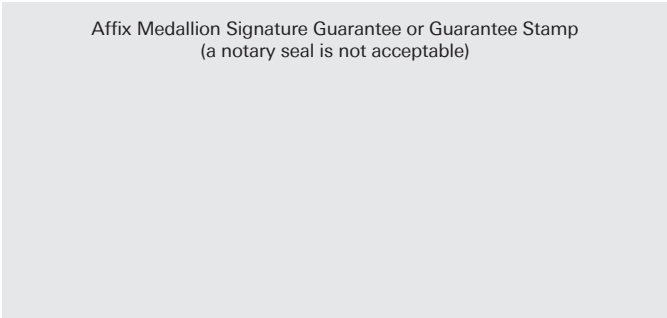 Affix Medallion Signature Guarantee or Guarantee Stamp
(a notary seal is not acceptable)